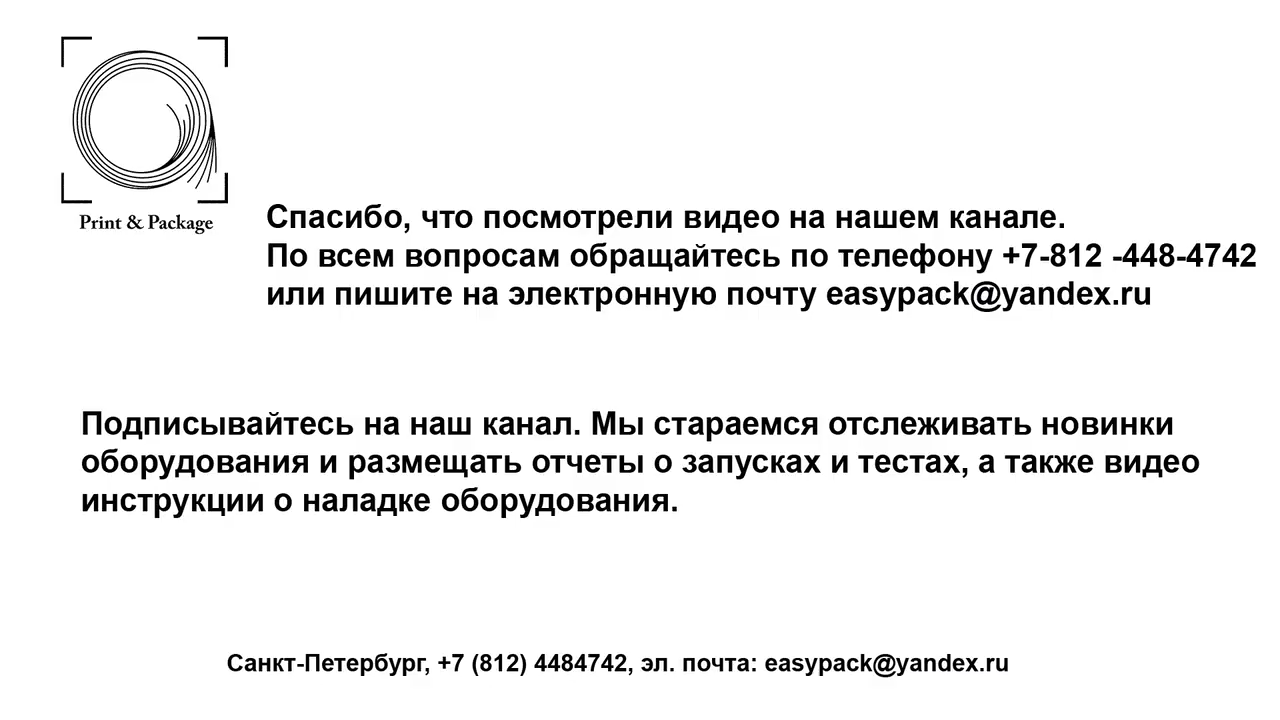 Print & Package
Спасибо, что посмотрели видео на нашем канале.
По всем вопросам обращайтесь по телефону +7-812 -448-4742
или пишите на электронную почту easypack@yandex.ru
Подписывайтесь на наш канал. Мы стараемся отслеживать новинки
оборудования и размещать отчеты о запусках и тестах, а также видео
инструкции о наладке оборудования.
Санкт-Петербург, +7 (812) 4484742, эл. почта: easypack@yandex.ru